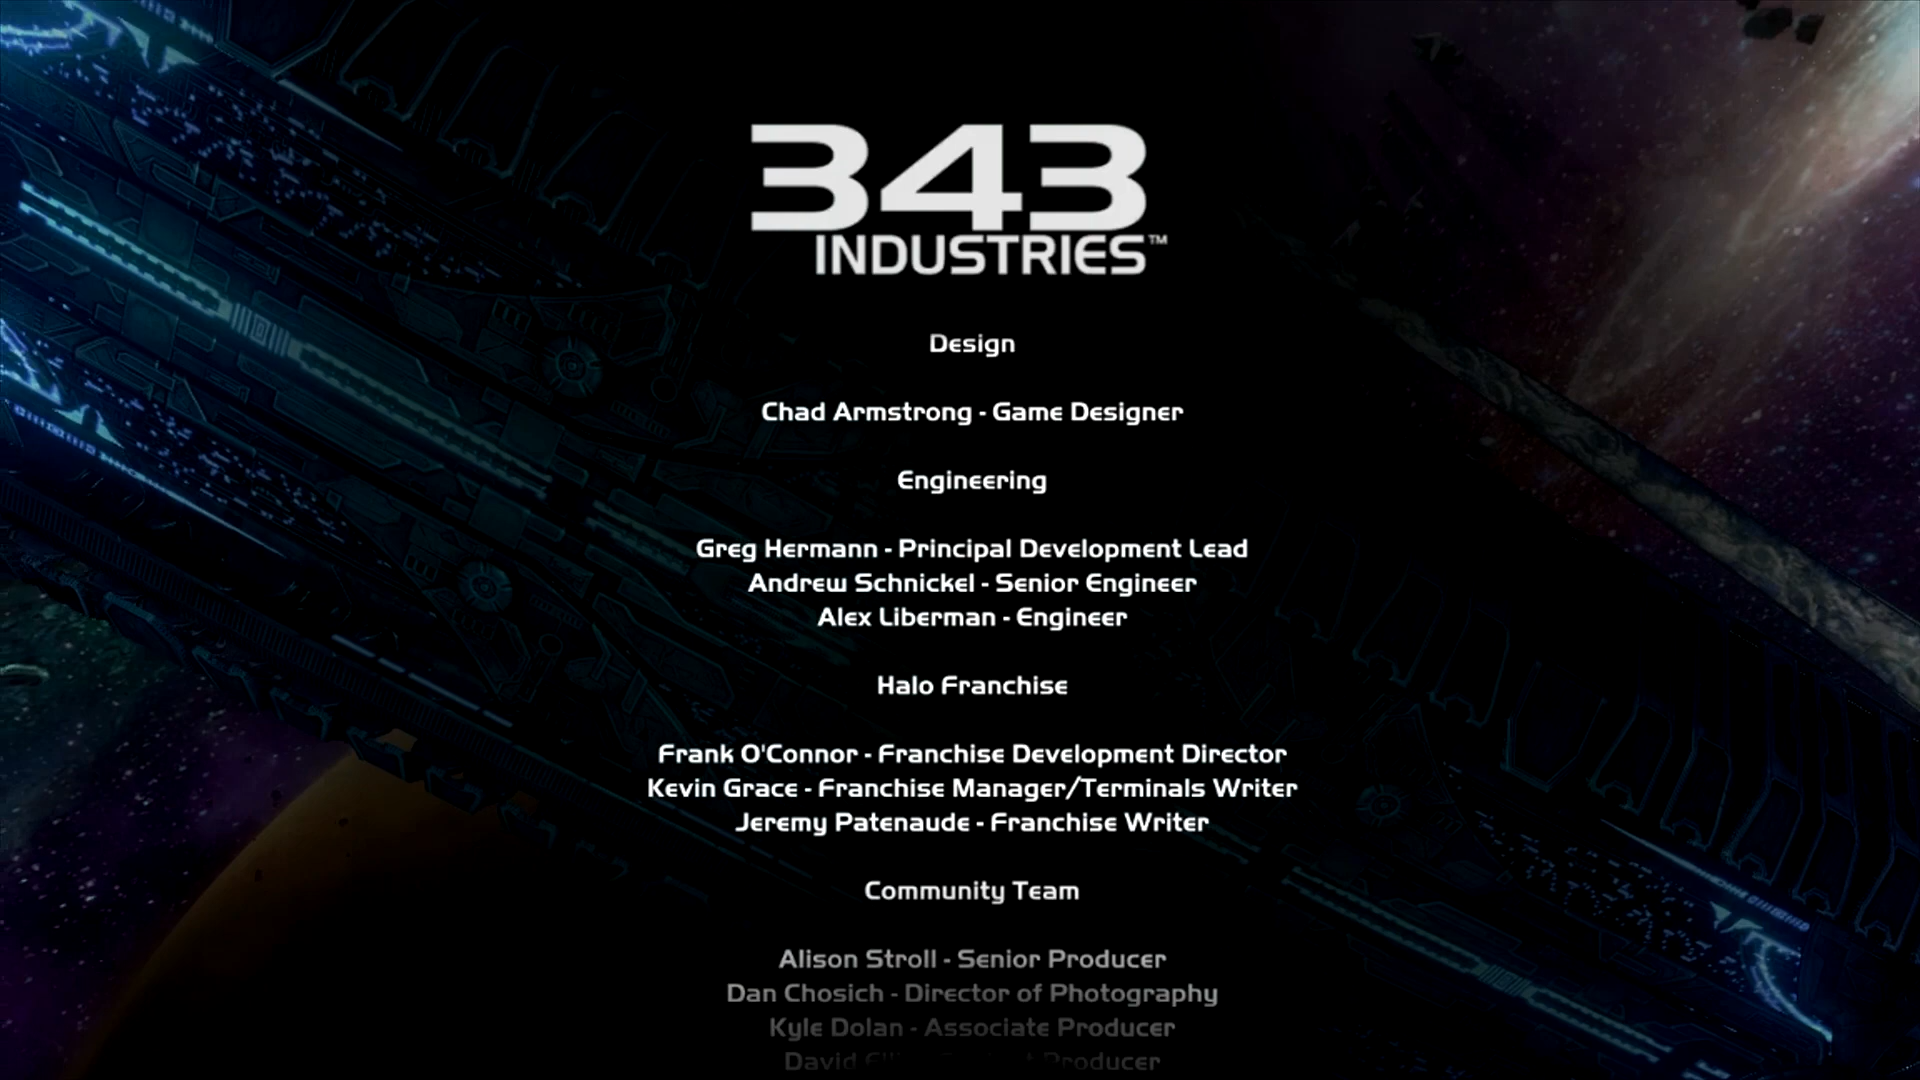 343
INDUSTRIES™
Design
Chad Armstrong - Game Designer
Engineering
Greg Hermann - Principal Development Lead
Andrew Schnickel - Senior Engineer
Alex Liberman - Engineer
Halo Franchise
Frank O'Connor - Franchise Development Director
Kevin Grace - Franchise Manager/Terminals Writer
Jeremy Patenaude - Franchise Writer
Community Team
Alison Stroll - Senior Producer
Dan Chosich - Director of Photography
Kyle Dolan - Associate Producer
David Producer